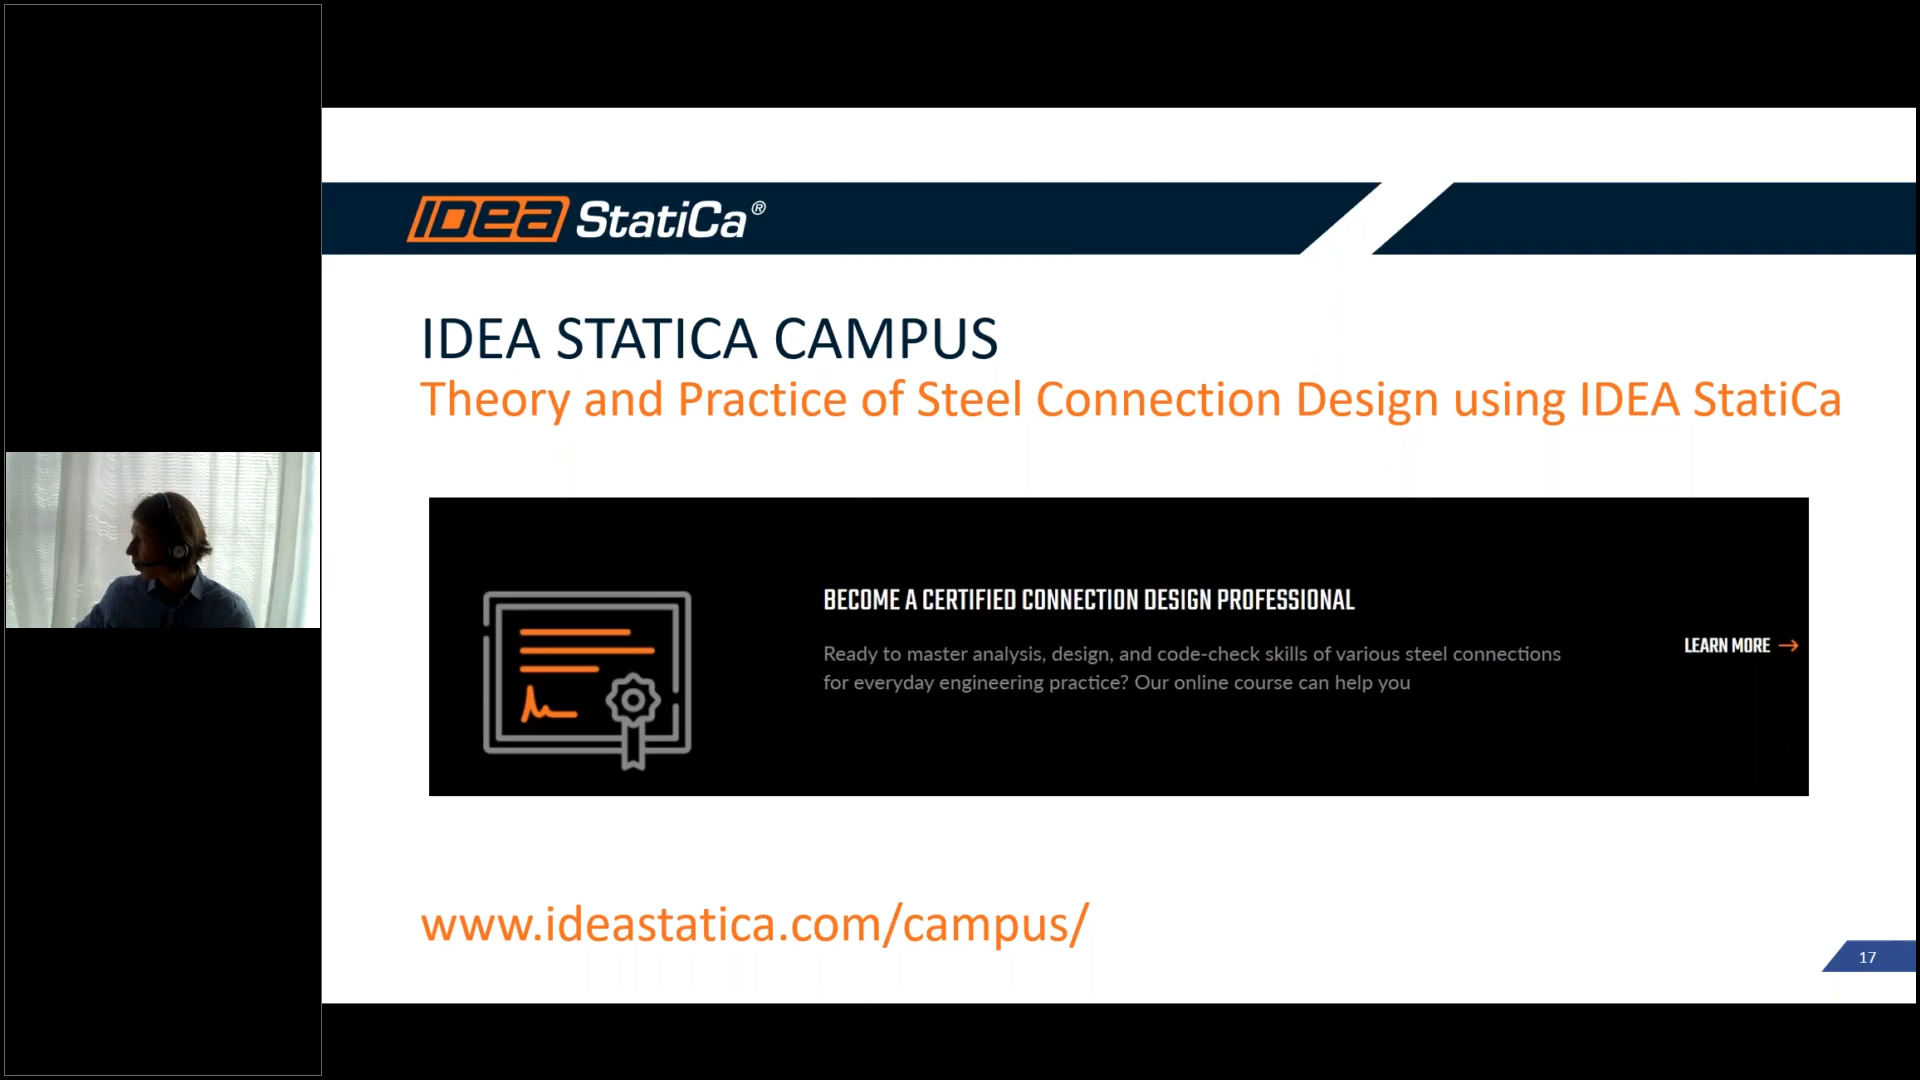 IDEA StatiCa®
IDEA STATICA CAMPUS
Theory and Practice of Steel Connection Design using IDEA StatiCa
BECOME A CERTIFIED CONNECTION DESIGN PROFESSIONAL
Ready to master analysis, design, and code-check skills of various steel connections
for everyday engineering practice? Our online course can help you
LEARN MORE →
www.ideastatica.com/campus/
17